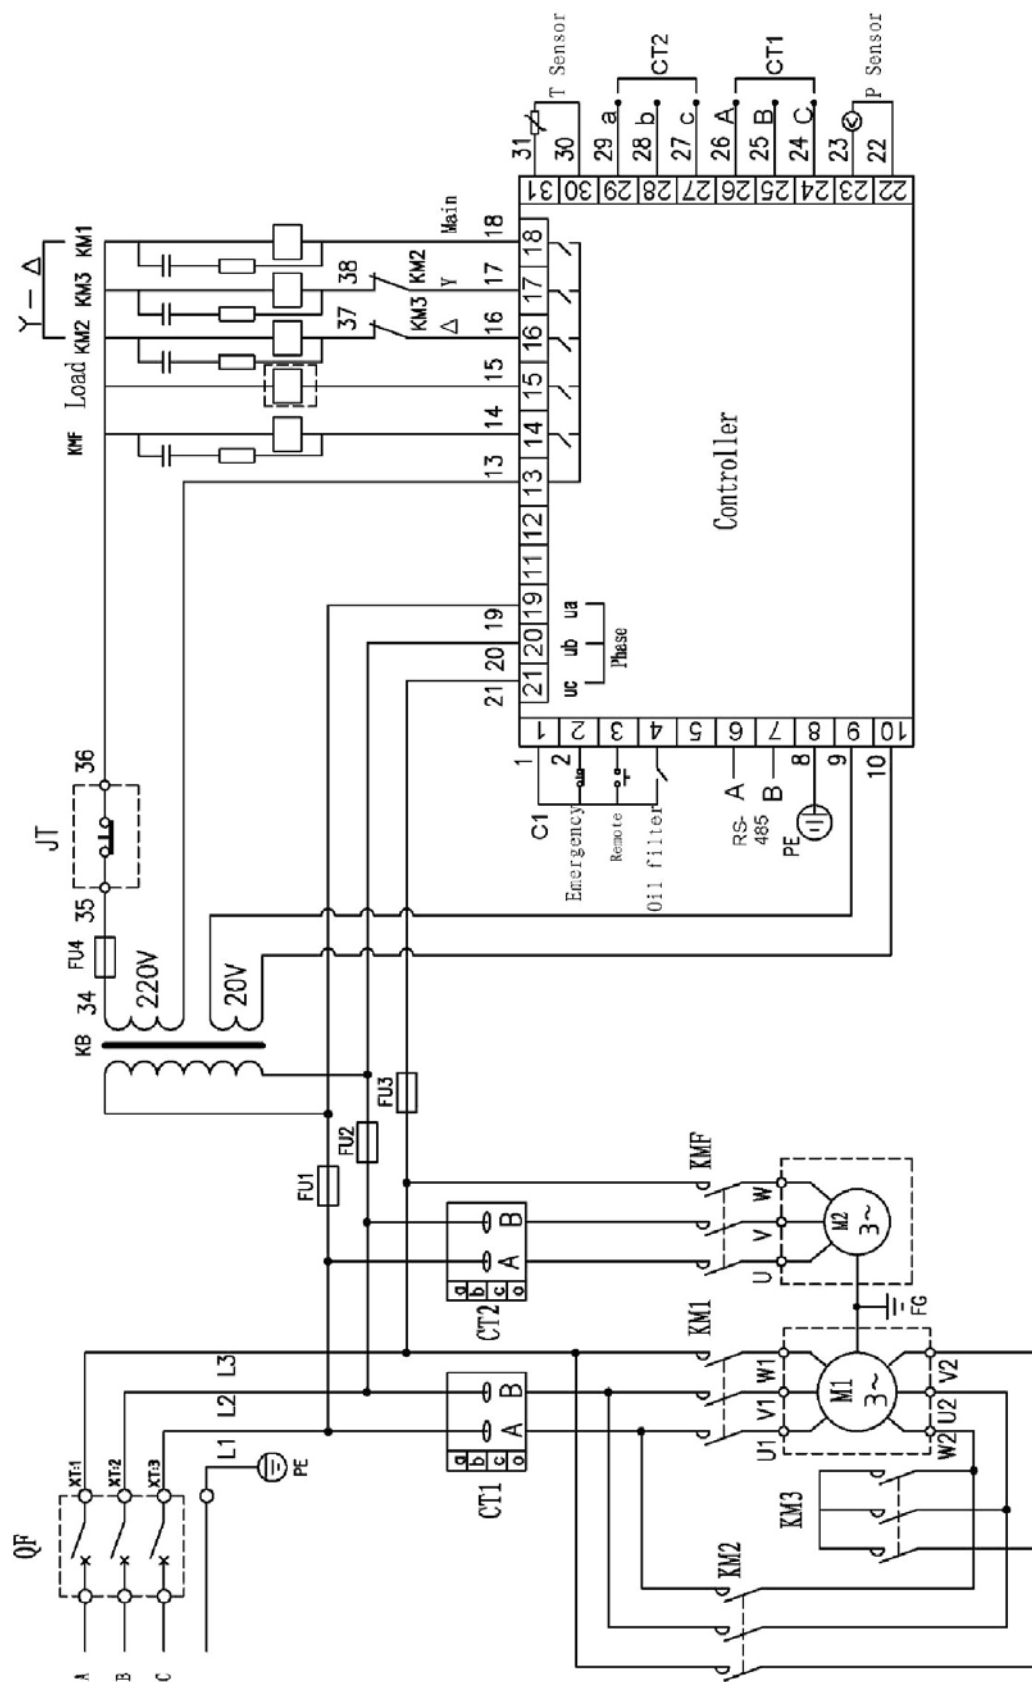 QF
A
B
C
XT:1
XT:2
XT:3
L1
L2
L3
PE
CT1
a
b
c
o
A
B
CT2
a
b
c
o
A
B
FU1
FU2
FU3
KM1
KMF
U1
V1
W1
M1
3~
W2
U2
V2
U
V
W
M2
3~
FG
KM2
KM3
KB
34
220V
20V
FU4
35
JT
36
KMF
Load
KM2
KM3
KM1
Y-Δ
37
38
KM3
KM2
Δ
Y
Main
21
20
19
13
14
15
16
17
18
21
20
19
11
12
13
14
15
16
17
18
uc
ub
ua
Phase
Controller
C1
Emergency
Remote
Oil filter
RS-
485
A
B
PE
1
2
8
9
10
1
2
3
4
5
6
7
8
9
10
31
30
29
28
27
26
25
24
23
22
31
30
29
28
27
26
25
24
23
22
T Sensor
a
b
c
CT2
A
B
C
CT1
P Sensor